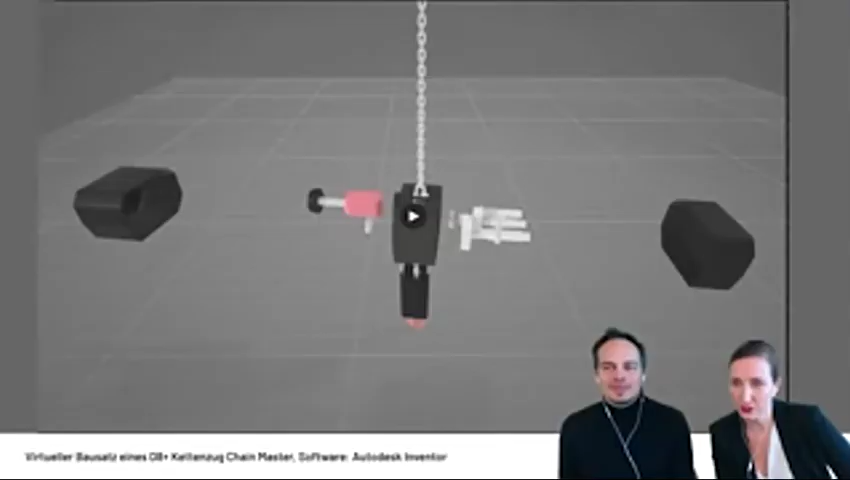 Virtueller Bausatz eines D8+ Kettenzug Chain Master, Software: Autodesk Inventor